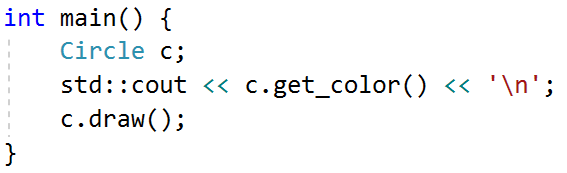 int main() {
    Circle c;
    std::cout << c.get_color() << '\n';
    c.draw();
}